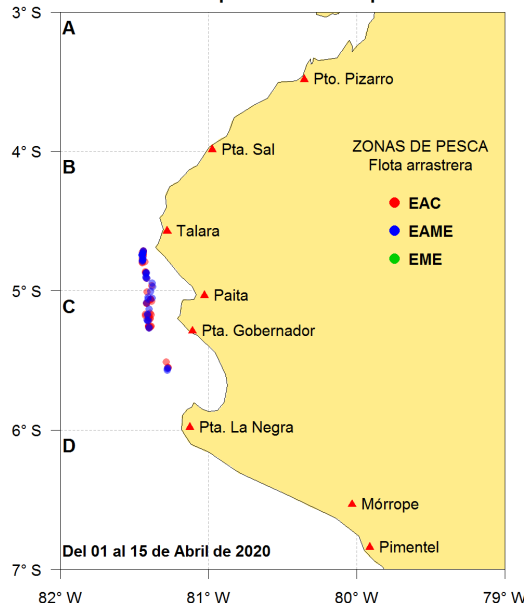 3° S
A
Pto. Pizarro
4° S
Pta. Sal
ZONAS DE PESCA
Flota arrastrera
B
EAC
Talara
EAME
EME
5° S
Paita
C
Pta. Gobernador
6° S
Pta. La Negra
D
Mórrope
Pimentel
Del 01 al 15 de Abril de 2020
7° S
82° W
81° W
80° W
79° W